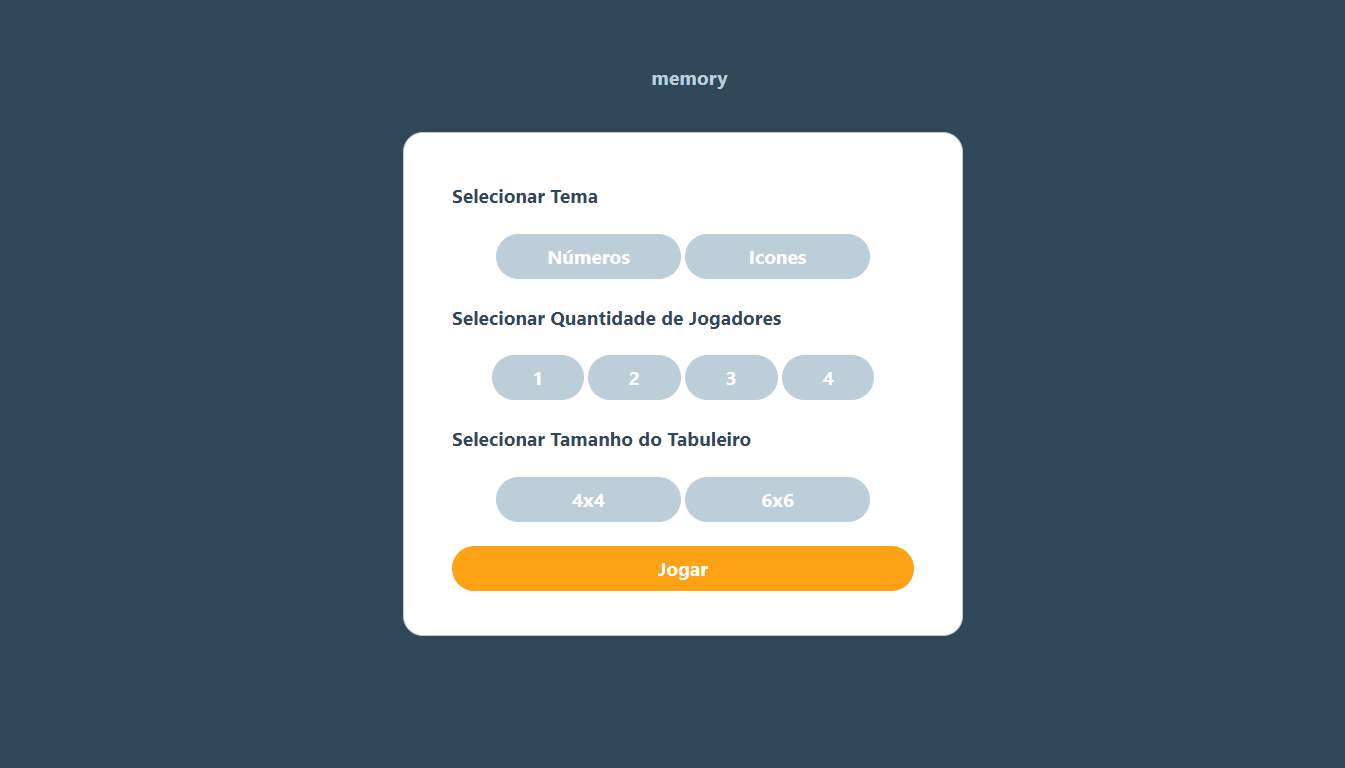 memory
Selecionar Tema
Números Icones
Selecionar Quantidade de Jogadores
1 2 3 4
Selecionar Tamanho do Tabuleiro
4x4 6x6
Jogar